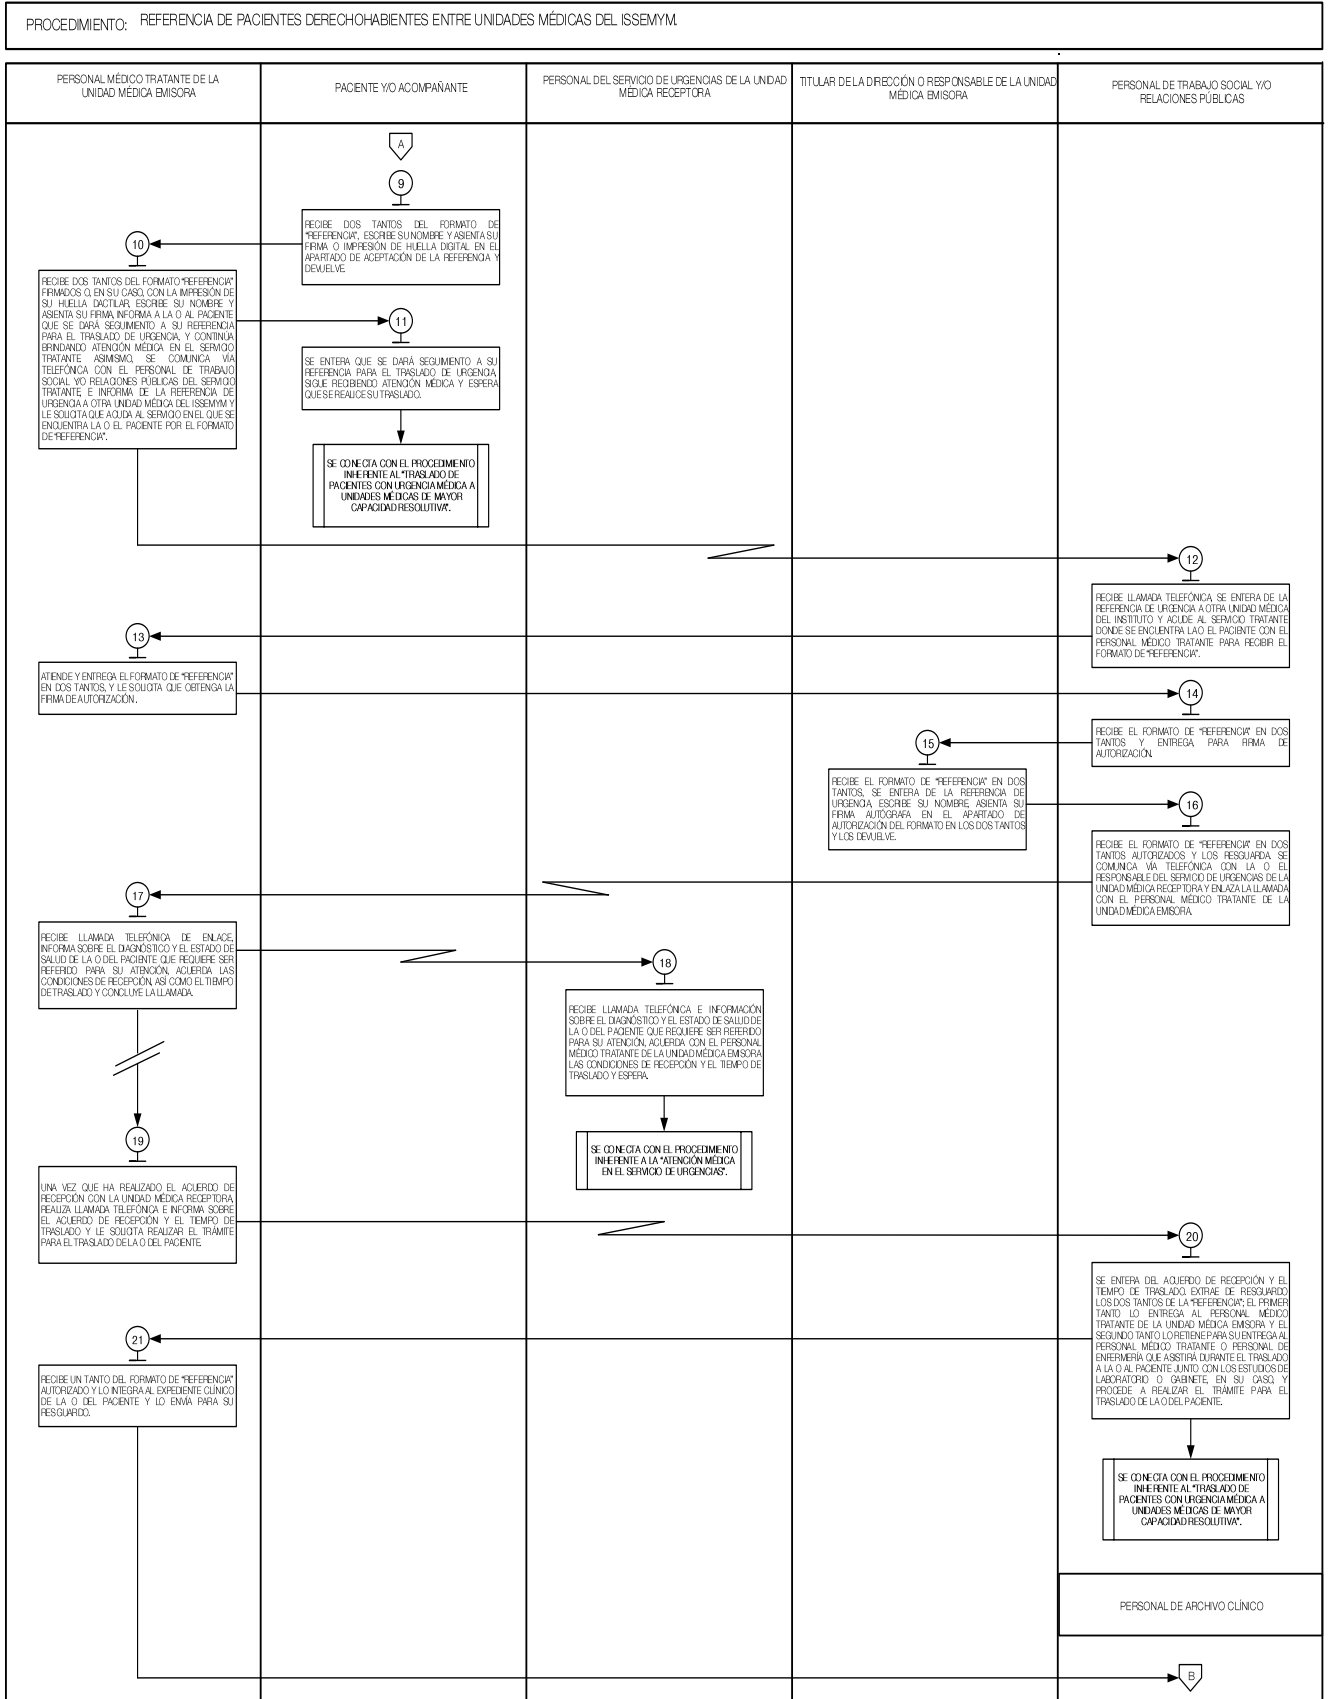 PROCEDIMIENTO: REFERENCIA DE PACIENTES DERECHOHABIENTES ENTRE UNIDADES MÉDICAS DEL ISSEMYM.
PERSONAL MÉDICO TRATANTE DE LA
UNIDAD MÉDICA EMISORA
PACIENTE Y/O ACOMPAÑANTE
PERSONAL DEL SERVICIO DE URGENCIAS DE LA UNIDAD
MÉDICA RECEPTORA
TITULAR DE LA DIRECCIÓN O RESPONSABLE DE LA UNIDAD
MÉDICA EMISORA
PERSONAL DE TRABAJO SOCIAL Y/O
RELACIONES PÚBLICAS
A
9
RECIBE DOS TANTOS DEL FORMATO DE
"REFERENCIA", ESCRIBE SU NOMBRE Y ASIENTA SU
FIRMA O IMPRESIÓN DE HUELLA DIGITAL EN EL
APARTADO DE ACEPTACIÓN DE LA REFERENCIA Y
DEVUELVE.
10
RECIBE DOS TANTOS DEL FORMATO "REFERENCIA"
FIRMADOS O, EN SU CASO, CON LA IMPRESIÓN DE
SU HUELLA DACTILAR, ESCRIBE SU NOMBRE Y
ASIENTA SU FIRMA, INFORMA A LA O AL PACIENTE
QUE SE DARÁ SEGUIMIENTO A SU REFERENCIA
PARA EL TRASLADO DE URGENCIA, Y CONTINÚA
BRINDANDO ATENCIÓN MÉDICA EN EL SERVICIO
TRATANTE. ASIMISMO, SE COMUNICA VÍA
TELEFÓNICA CON EL PERSONAL DE TRABAJO
SOCIAL Y/O RELACIONES PÚBLICAS DEL SERVICIO
TRATANTE, E INFORMA DE LA REFERENCIA DE
URGENCIA A OTRA UNIDAD MÉDICA DEL ISSEMYM Y
LE SOLICITA QUE ACUDA AL SERVICIO EN EL QUE SE
ENCUENTRA LA O EL PACIENTE POR EL FORMATO
DE "REFERENCIA".
11
SE ENTERA QUE SE DARÁ SEGUIMIENTO A SU
REFERENCIA PARA EL TRASLADO DE URGENCIA,
SIGUE RECIBIENDO ATENCIÓN MÉDICA Y ESPERA
QUE SE REALICE SU TRASLADO.
SE CONECTA CON EL PROCEDIMIENTO
INHERENTE AL "TRASLADO DE
PACIENTES CON URGENCIA MÉDICA A
UNIDADES MÉDICAS DE MAYOR
CAPACIDAD RESOLUTIVA".
12
RECIBE LLAMADA TELEFÓNICA, SE ENTERA DE LA
REFERENCIA DE URGENCIA A OTRA UNIDAD MÉDICA
DEL INSTITUTO Y ACUDE AL SERVICIO TRATANTE
DONDE SE ENCUENTRA LA O EL PACIENTE CON EL
PERSONAL MÉDICO TRATANTE PARA RECIBIR EL
FORMATO DE "REFERENCIA".
13
ATIENDE Y ENTREGA EL FORMATO DE "REFERENCIA"
EN DOS TANTOS, Y LE SOLICITA QUE OBTENGA LA
FIRMA DE AUTORIZACIÓN.
14
RECIBE EL FORMATO DE "REFERENCIA" EN DOS
TANTOS Y ENTREGA, PARA FIRMA DE
AUTORIZACIÓN.
15
RECIBE EL FORMATO DE "REFERENCIA" EN DOS
TANTOS, SE ENTERA DE LA REFERENCIA DE
URGENCIA, ESCRIBE SU NOMBRE, ASIENTA SU
FIRMA AUTÓGRAFA EN EL APARTADO DE
AUTORIZACIÓN DEL FORMATO EN LOS DOS TANTOS
Y LOS DEVUELVE.
16
RECIBE EL FORMATO DE "REFERENCIA" EN DOS
TANTOS AUTORIZADOS Y LOS RESGUARDA. SE
COMUNICA VÍA TELEFÓNICA CON LA O EL
RESPONSABLE DEL SERVICIO DE URGENCIAS DE LA
UNIDAD MÉDICA RECEPTORA Y ENLAZA LA LLAMADA
CON EL PERSONAL MÉDICO TRATANTE DE LA
UNIDAD MÉDICA EMISORA.
17
RECIBE LLAMADA TELEFÓNICA DE ENLACE,
INFORMA SOBRE EL DIAGNÓSTICO Y EL ESTADO DE
SALUD DE LA O DEL PACIENTE QUE REQUIERE SER
REFERIDO PARA SU ATENCIÓN, ACUERDA LAS
CONDICIONES DE RECEPCIÓN, ASÍ COMO EL TIEMPO
DE TRASLADO Y CONCLUYE LA LLAMADA.
18
RECIBE LLAMADA TELEFÓNICA E INFORMACIÓN
SOBRE EL DIAGNÓSTICO Y EL ESTADO DE SALUD DE
LA O DEL PACIENTE QUE REQUIERE SER REFERIDO
PARA SU ATENCIÓN, ACUERDA CON EL PERSONAL
MÉDICO TRATANTE DE LA UNIDAD MÉDICA EMISORA
LAS CONDICIONES DE RECEPCIÓN Y EL TIEMPO DE
TRASLADO Y ESPERA.
SE CONECTA CON EL PROCEDIMIENTO
INHERENTE A LA "ATENCIÓN MÉDICA
EN EL SERVICIO DE URGENCIAS".
19
UNA VEZ QUE HA REALIZADO EL ACUERDO DE
RECEPCIÓN CON LA UNIDAD MÉDICA RECEPTORA,
REALIZA LLAMADA TELEFÓNICA E INFORMA SOBRE
EL ACUERDO DE RECEPCIÓN Y EL TIEMPO DE
TRASLADO Y LE SOLICITA REALIZAR EL TRÁMITE
PARA EL TRASLADO DE LA O DEL PACIENTE.
20
SE ENTERA DEL ACUERDO DE RECEPCIÓN Y EL
TIEMPO DE TRASLADO. EXTRAE DE RESGUARDO
LOS DOS TANTOS DE LA "REFERENCIA"; EL PRIMER
TANTO LO ENTREGA AL PERSONAL MÉDICO
TRATANTE DE LA UNIDAD MÉDICA EMISORA Y EL
SEGUNDO TANTO LO RETIENE PARA SU ENTREGA AL
PERSONAL MÉDICO TRATANTE O PERSONAL DE
ENFERMERÍA QUE ASISTIRÁ DURANTE EL TRASLADO
A LA O AL PACIENTE JUNTO CON LOS ESTUDIOS DE
LABORATORIO O GABINETE, EN SU CASO, Y
PROCEDE A REALIZAR EL TRÁMITE PARA EL
TRASLADO DE LA O DEL PACIENTE.
21
RECIBE UN TANTO DEL FORMATO DE "REFERENCIA"
AUTORIZADO Y LO INTEGRA AL EXPEDIENTE CLÍNICO
DE LA O DEL PACIENTE Y LO ENVÍA PARA SU
RESGUARDO.
SE CONECTA CON EL PROCEDIMIENTO
INHERENTE AL "TRASLADO DE
PACIENTES CON URGENCIA MÉDICA A
UNIDADES MÉDICAS DE MAYOR
CAPACIDAD RESOLUTIVA".
PERSONAL DE ARCHIVO CLÍNICO
B